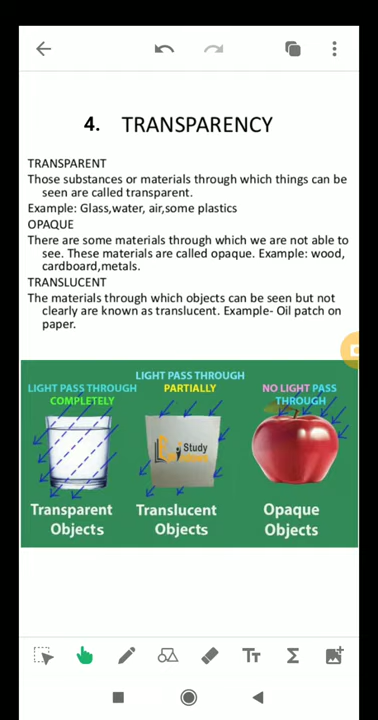 4. TRANSPARENCY
TRANSPARENT
Those substances or materials through which things can be
seen are called transparent.
Example: Glass,water, air,some plastics
OPAQUE
There are some materials through which we are not able to
see. These materials are called opaque. Example: wood,
cardboard,metals.
TRANSLUCENT
The materials through which objects can be seen but not
clearly are known as translucent. Example- Oil patch on
paper.
LIGHT PASS THROUGH
COMPLETELY
LIGHT PASS THROUGH
PARTIALLY
NO LIGHT PASS
THROUGH
Study
Transparent
Objects
Translucent
Objects
Opaque
Objects
Tт
Σ